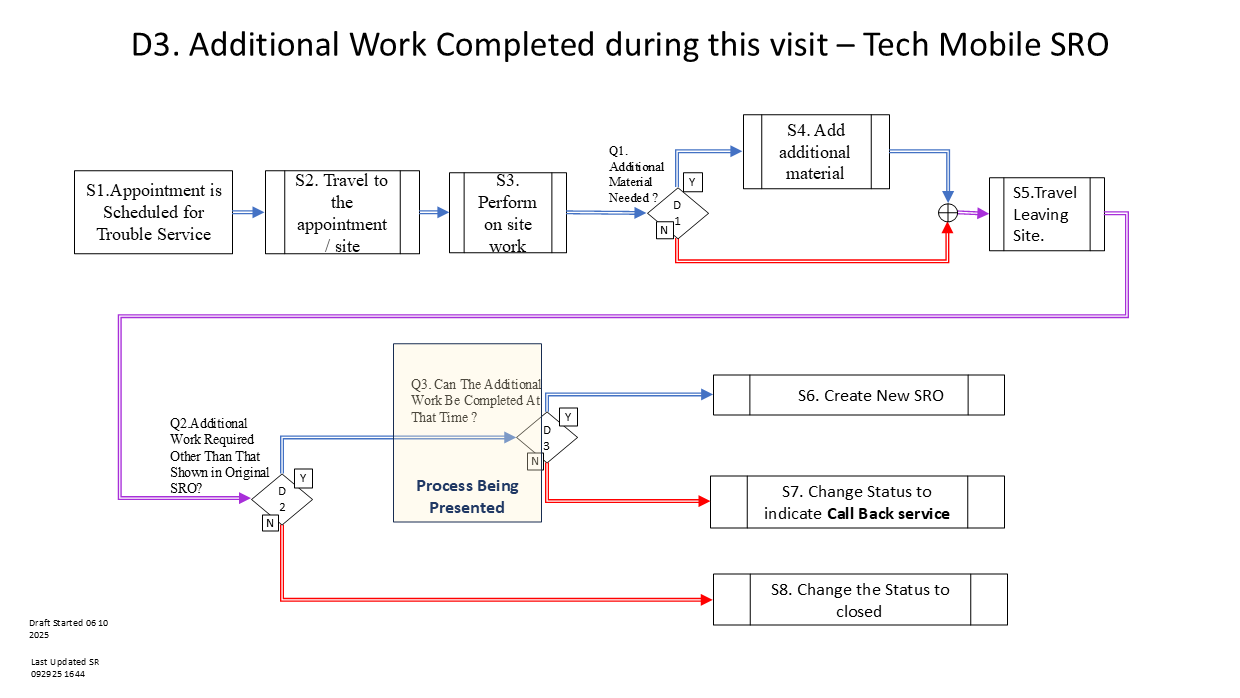 D3. Additional Work Completed during this visit – Tech Mobile SRO
S1.Appointment is
Scheduled for
Trouble Service
S2. Travel to
the
appointment
/ site
S3.
Perform
on site
work
Q1.
Additional
Material
Needed ?
D
1
Y
N
S4. Add
additional
material
S5.Travel
Leaving
Site.
Q2.Additional
Work Required
Other Than That
Shown in Original
SRO?
D
2
Y
N
Q3. Can The Additional
Work Be Completed At
That Time ?
D
3
Y
N
Process Being
Presented
S6. Create New SRO
S7. Change Status to
indicate Call Back service
S8. Change the Status to
closed
Draft Started 06 10
2025
Last Updated SR
092925 1644